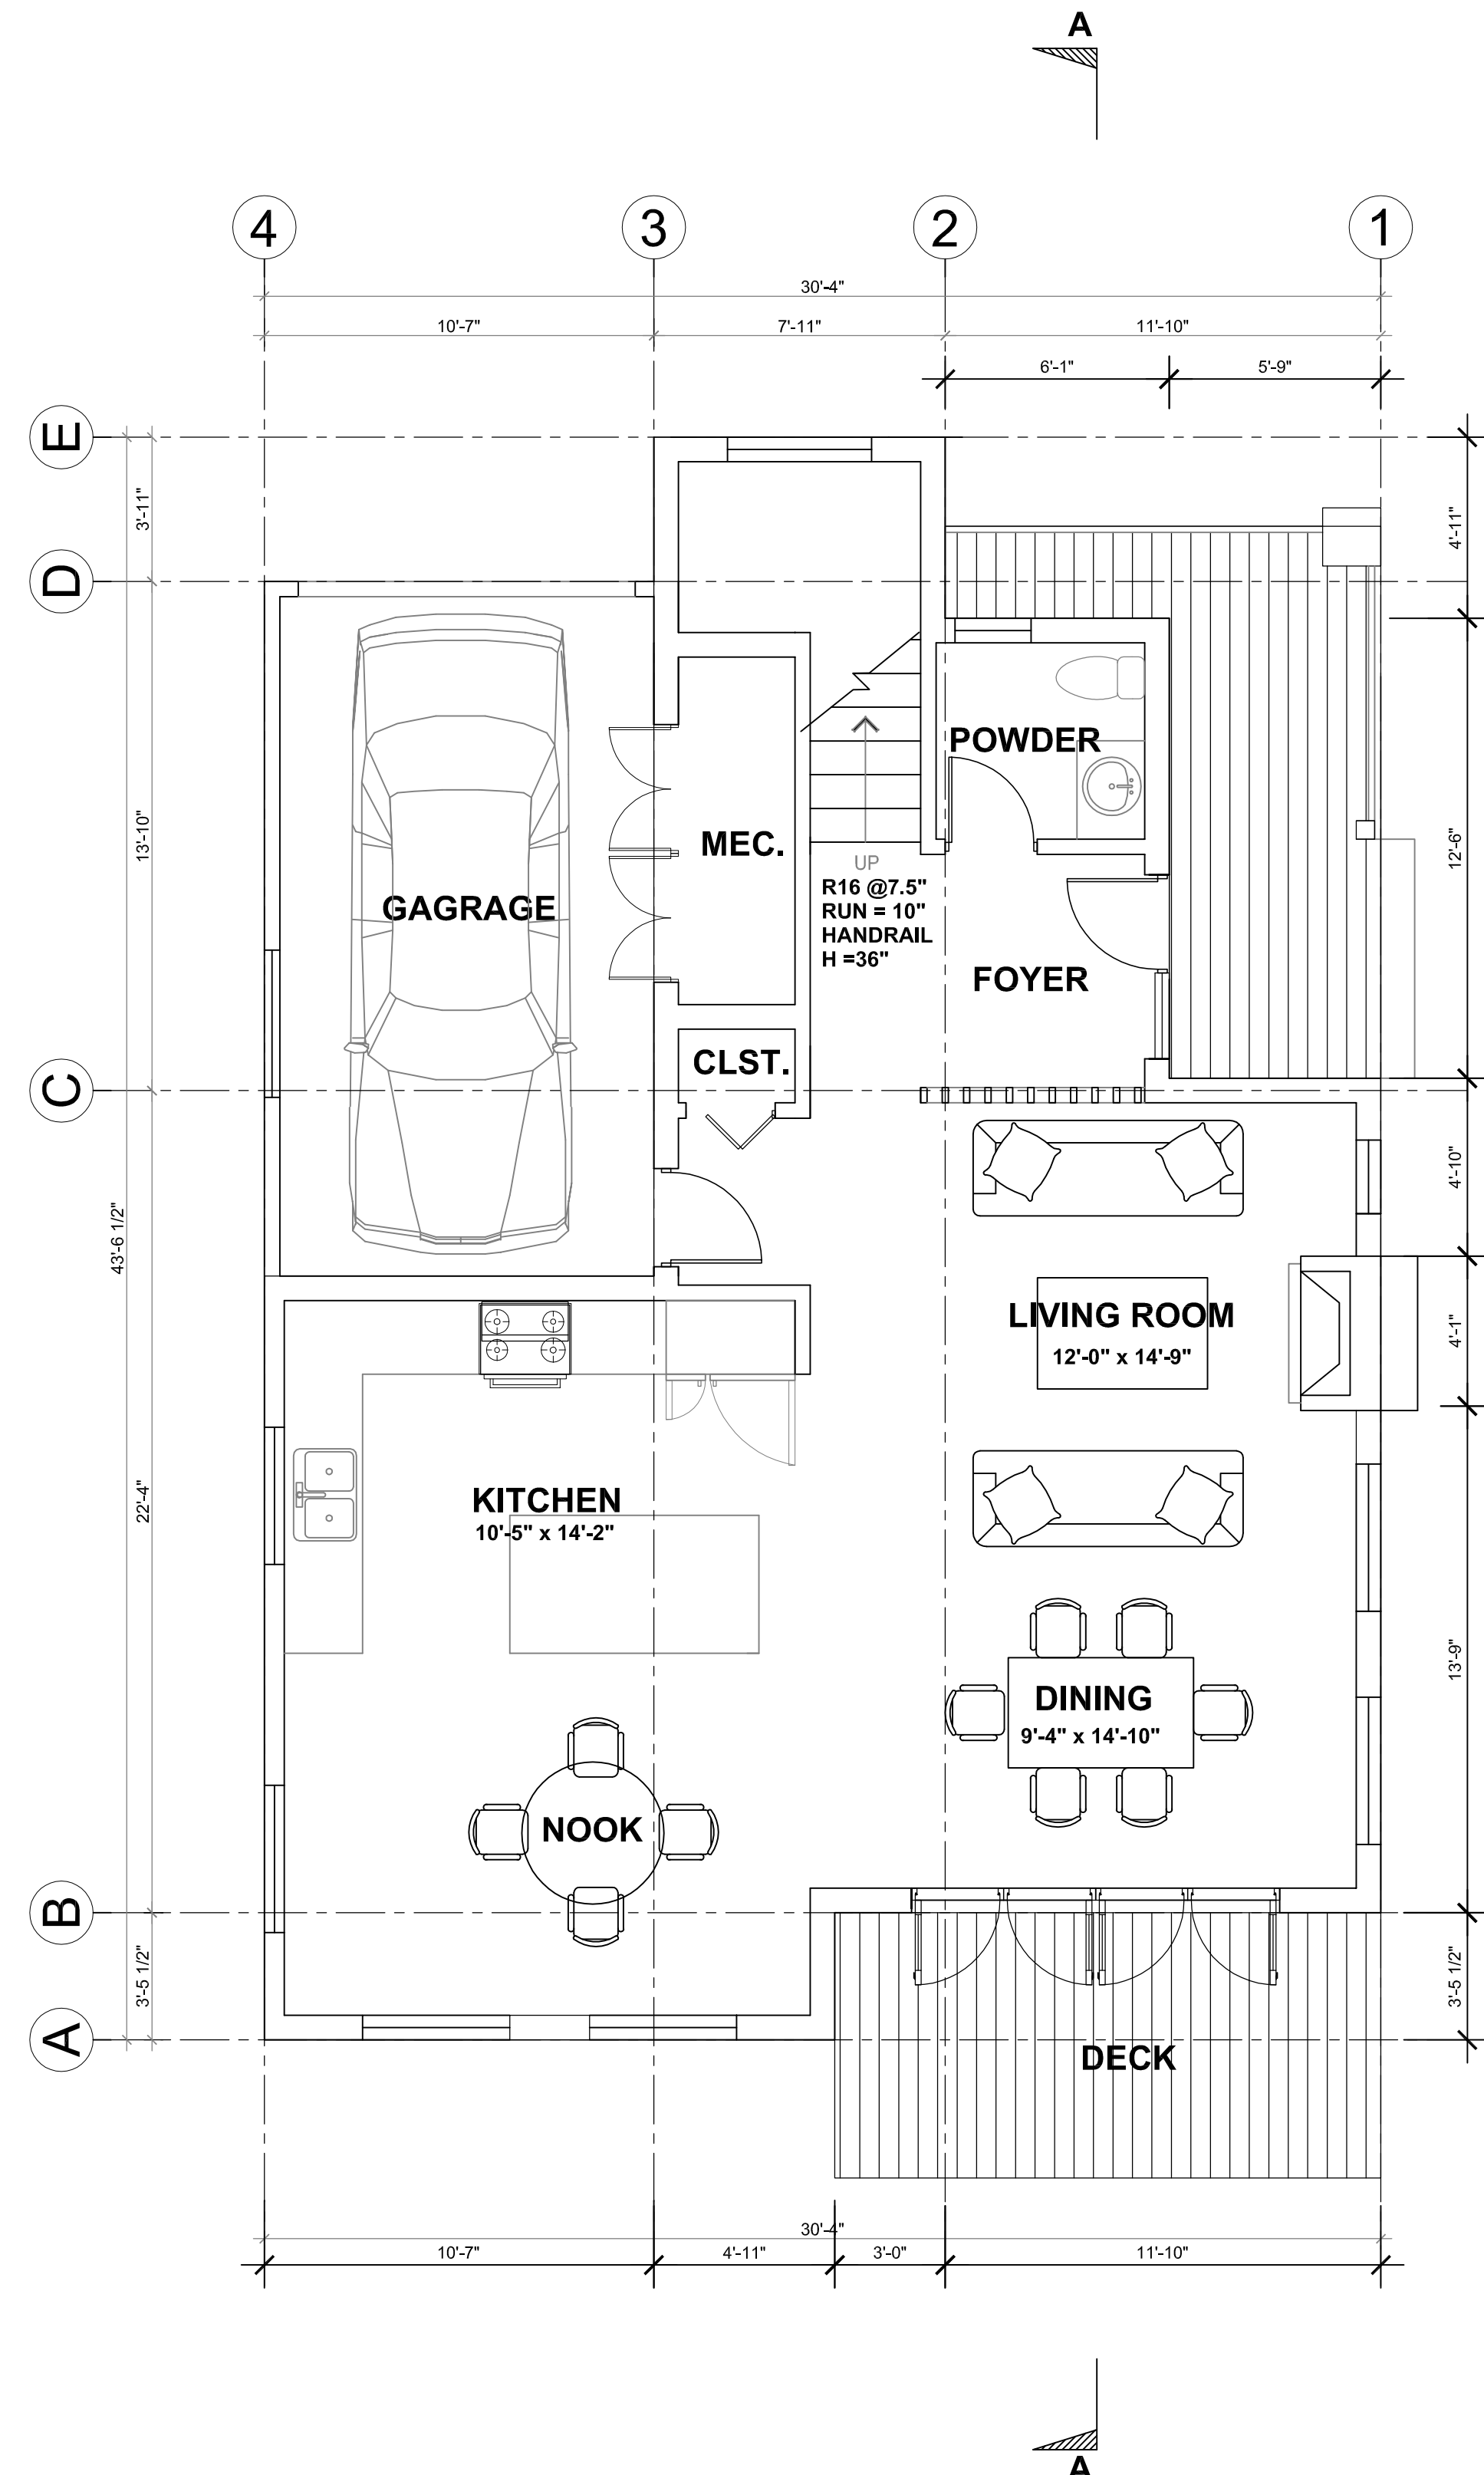 A
4
3
2
1
30'-4"
10'-7"
7'-11"
11'-10"
6'-1"
5'-9"
E
D
C
B
A
3'-11"
13'-10"
43'-6 1/2"
22'-4"
3'-5 1/2"
4'-11"
12'-6"
4'-10"
4'-1"
13'-9"
3'-5 1/2"
POWDER
MEC.
UP
R16 @7.5"
RUN = 10"
HANDRAIL
H =36"
GAGRAGE
FOYER
CLST.
LIVING ROOM
12'-0" x 14'-9"
KITCHEN
10'-5" x 14'-2"
DINING
9'-4" x 14'-10"
NOOK
DECK
30'-4"
10'-7"
4'-11"
3'-0"
11'-10"
A